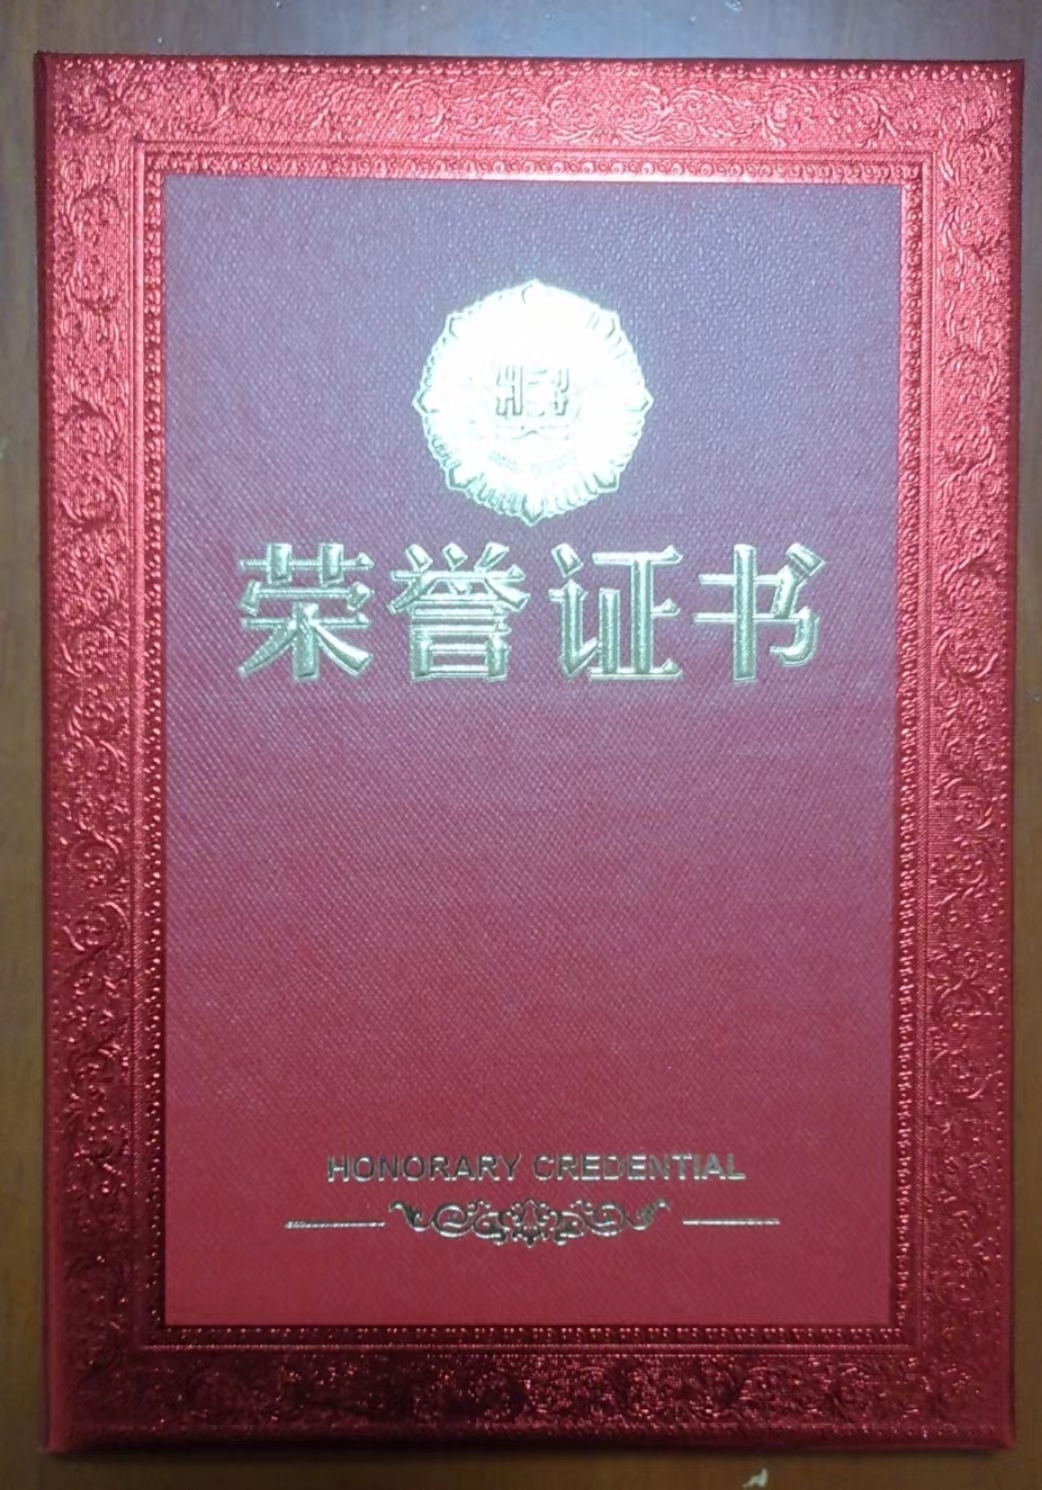 荣誉证书
HONORARY CREDENTIAL